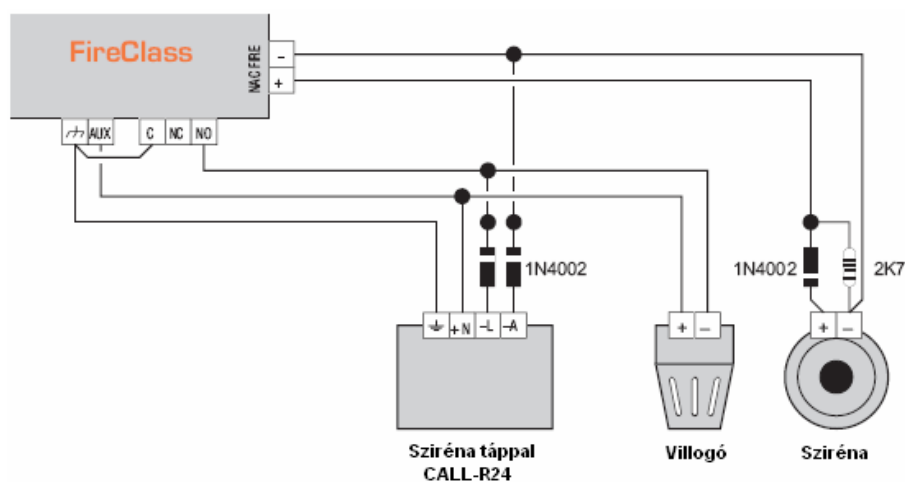 FireClass
NAC FIRE
-
+
AUX
C
NC
NO
1N4002
1N4002
2K7
+N
-L
-A
+
-
+
-
Sziréna táppal
CALL-R24
Villogó
Sziréna